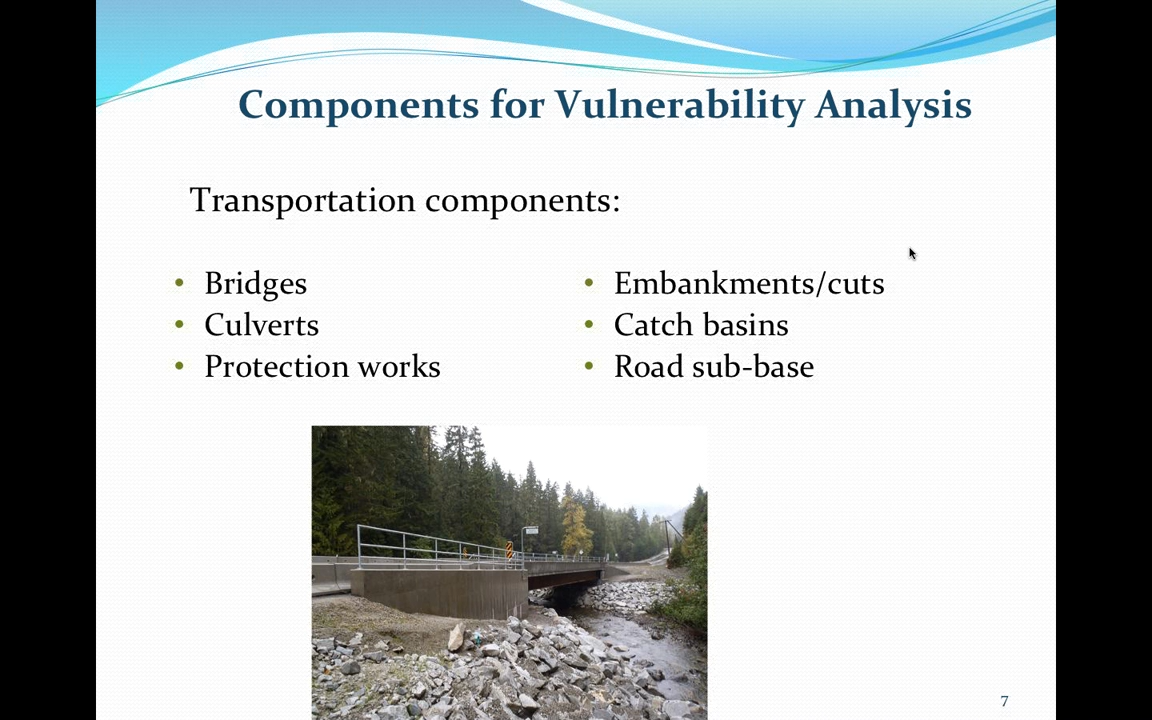 Components for Vulnerability Analysis
Transportation components:
• Bridges
• Culverts
• Protection works
• Embankments/cuts
• Catch basins
• Road sub-base
7